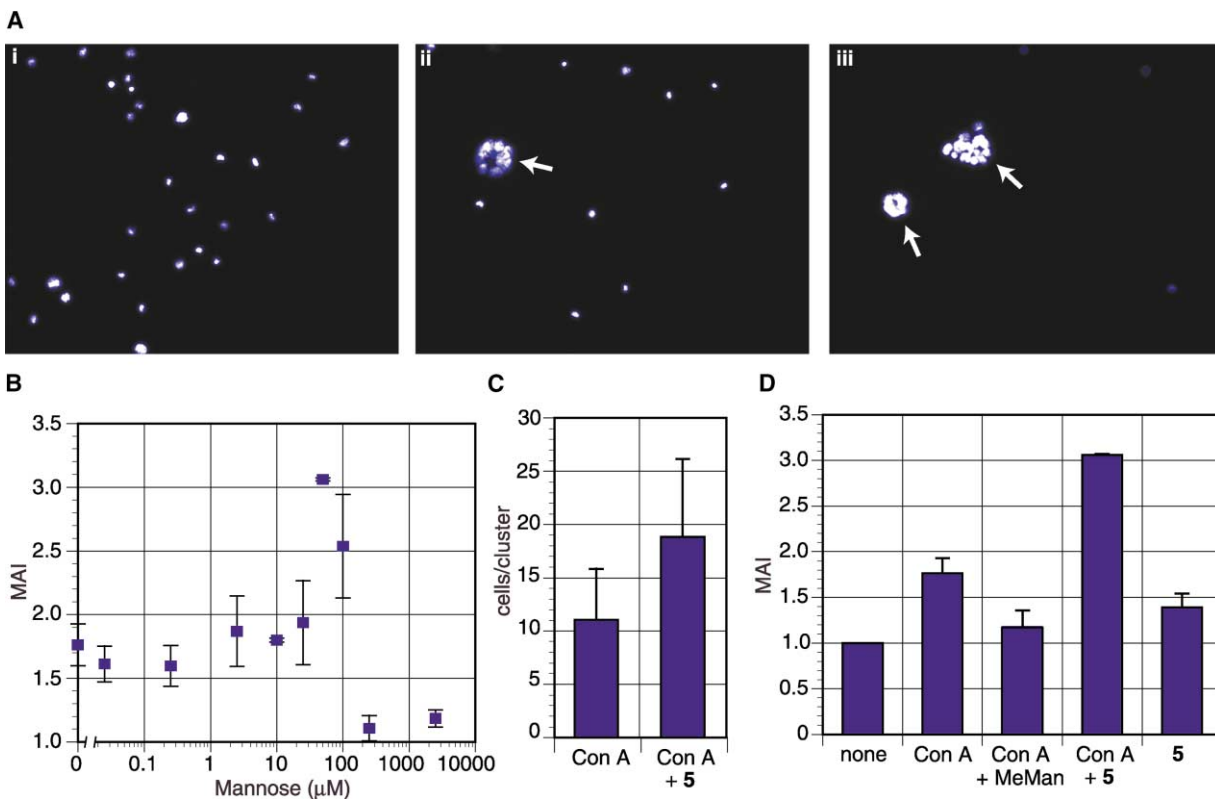 A
i
ii
iii
B
3.5
3.0
2.5
2.0
1.5
1.0
MAI
0
0.1
1
10
100
1000
10000
Mannose (μM)
C
30
25
20
15
10
5
0
cells/cluster
Con A
Con A
+ 5
D
3.5
3.0
2.5
2.0
1.5
1.0
0.5
0
MAI
none
Con A
Con A
+ MeMan
Con A
+ 5
5